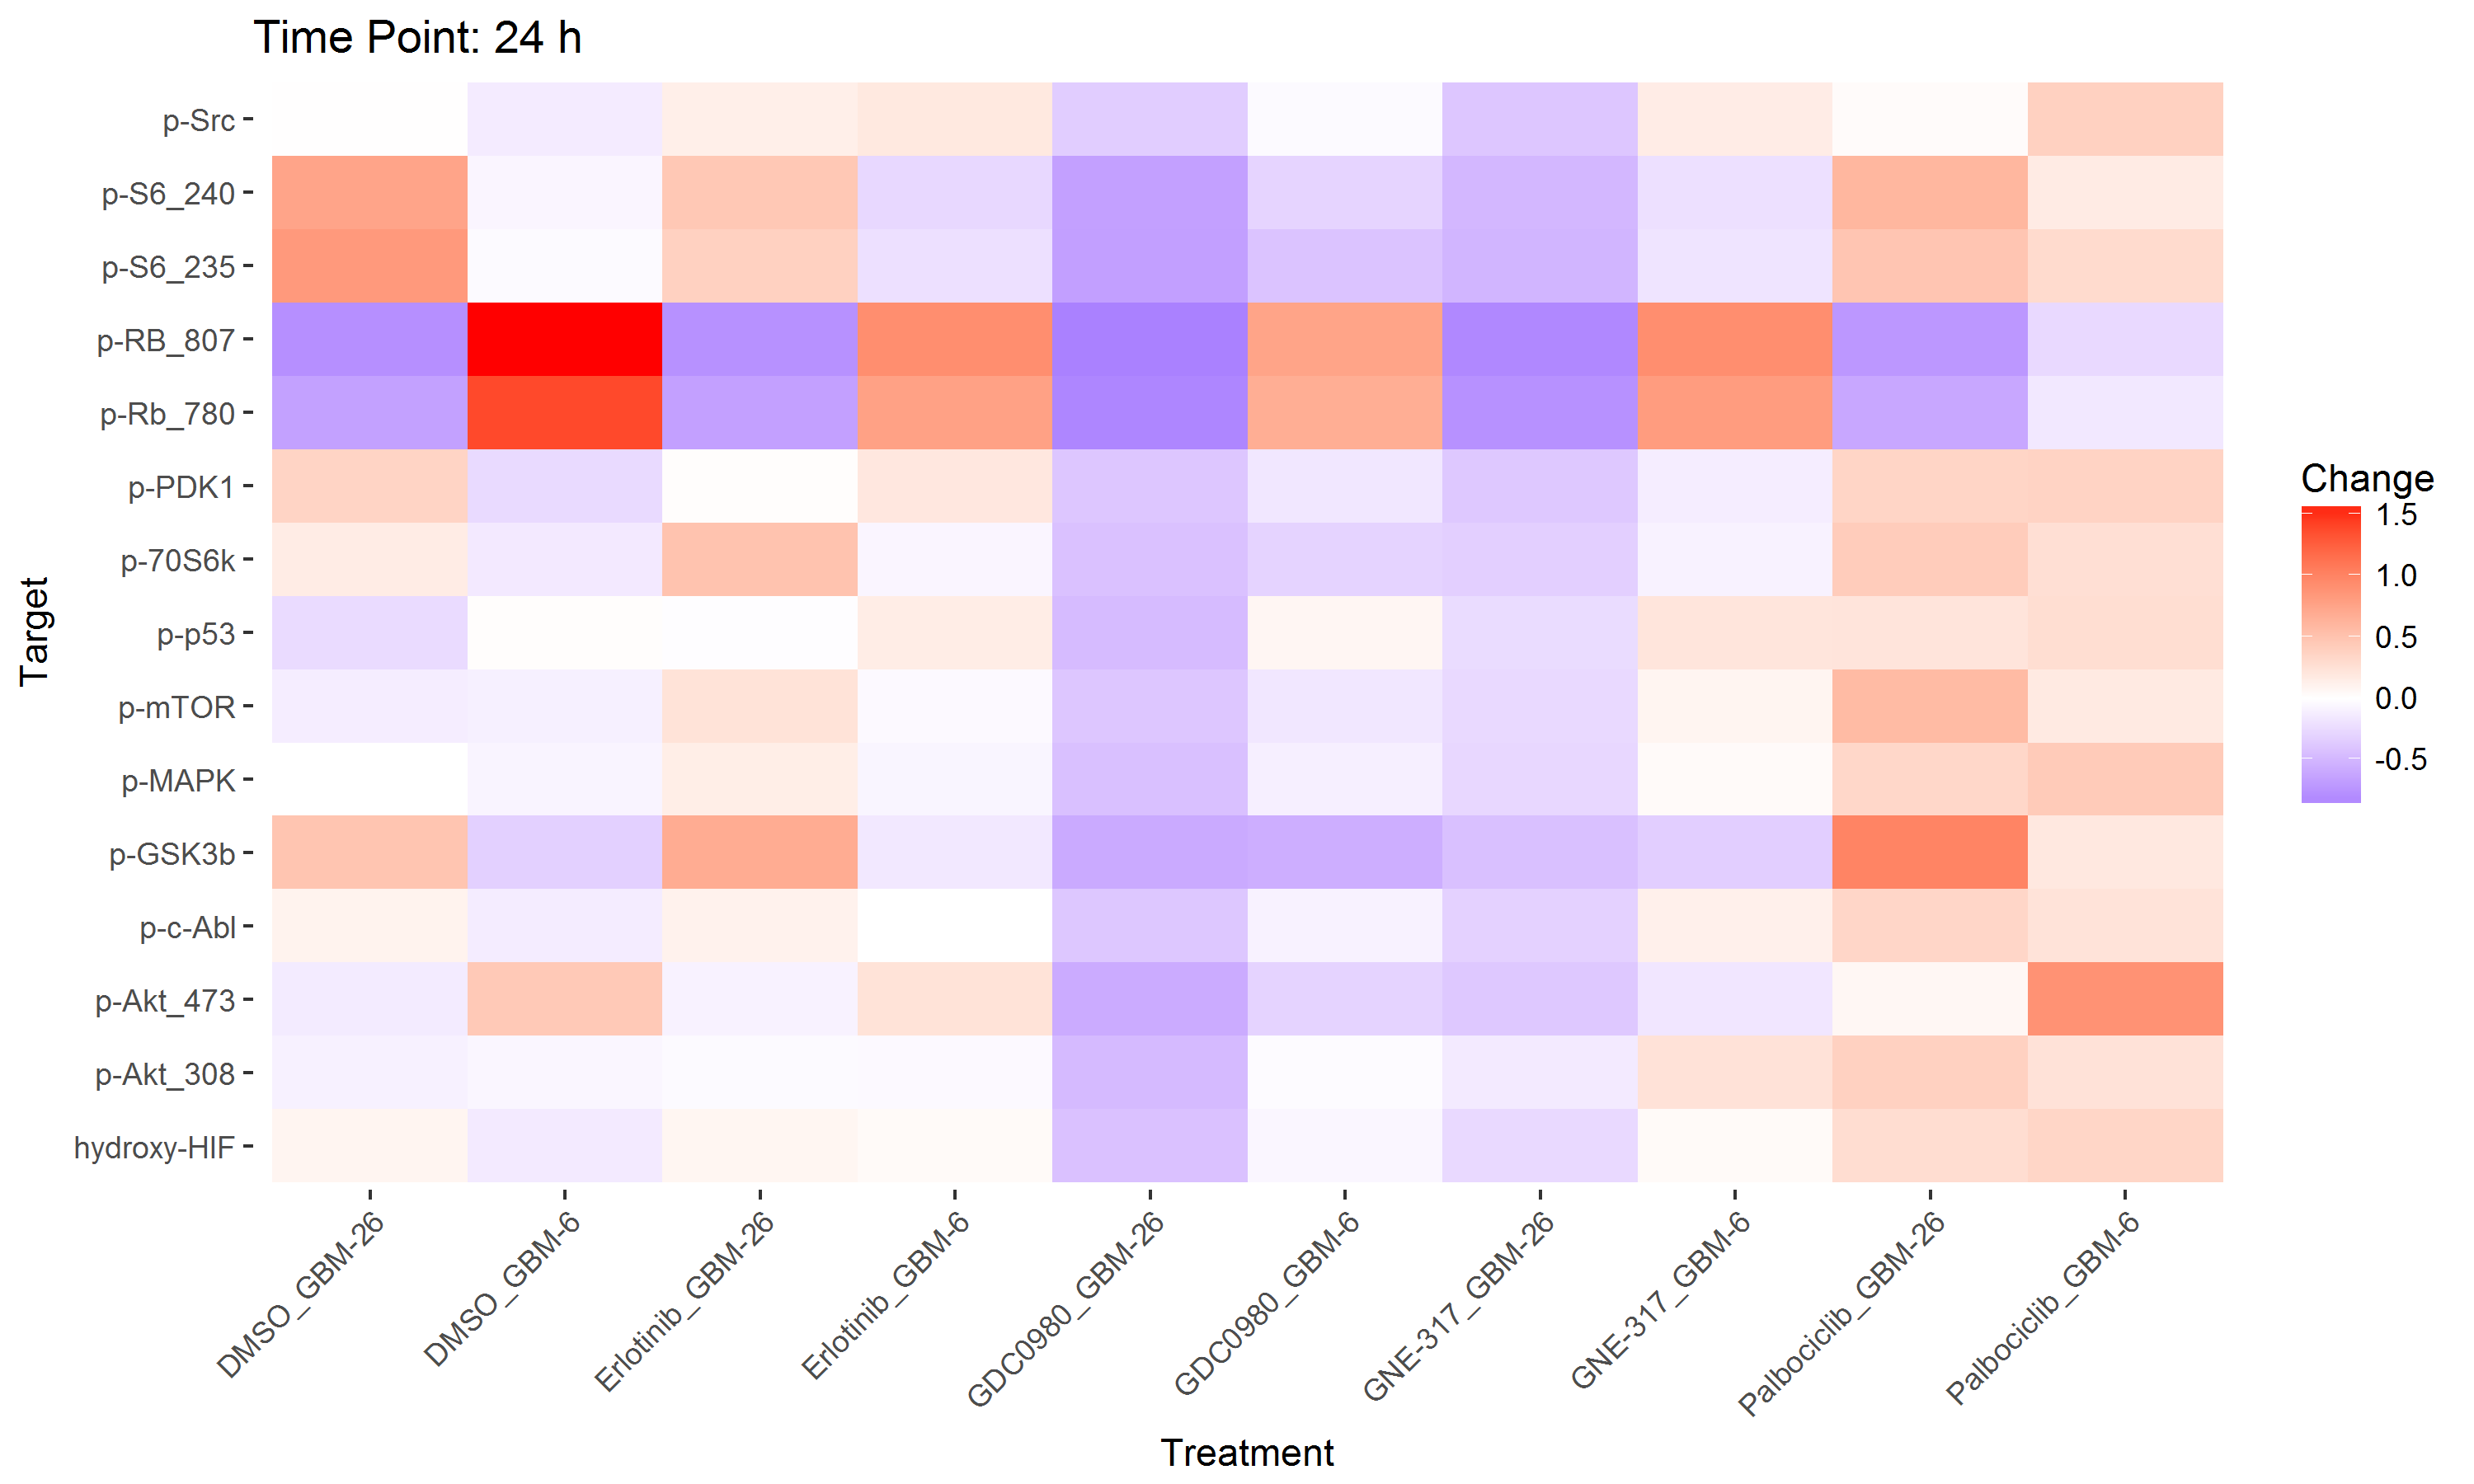 Time Point: 24 h
Target
p-Src
p-S6_240
p-S6_235
p-RB_807
p-Rb_780
p-PDK1
p-70S6k
p-p53
p-mTOR
p-MAPK
p-GSK3b
p-c-Abl
p-Akt_473
p-Akt_308
hydroxy-HIF
DMSO_GBM-26
DMSO_GBM-6
Erlotinib_GBM-26
Erlotinib_GBM-6
GDC0980_GBM-26
GDC0980_GBM-6
GNE-317_GBM-26
GNE-317_GBM-6
Palbociclib_GBM-26
Palbociclib_GBM-6
Treatment
Change
1.5
1.0
0.5
0.0
-0.5